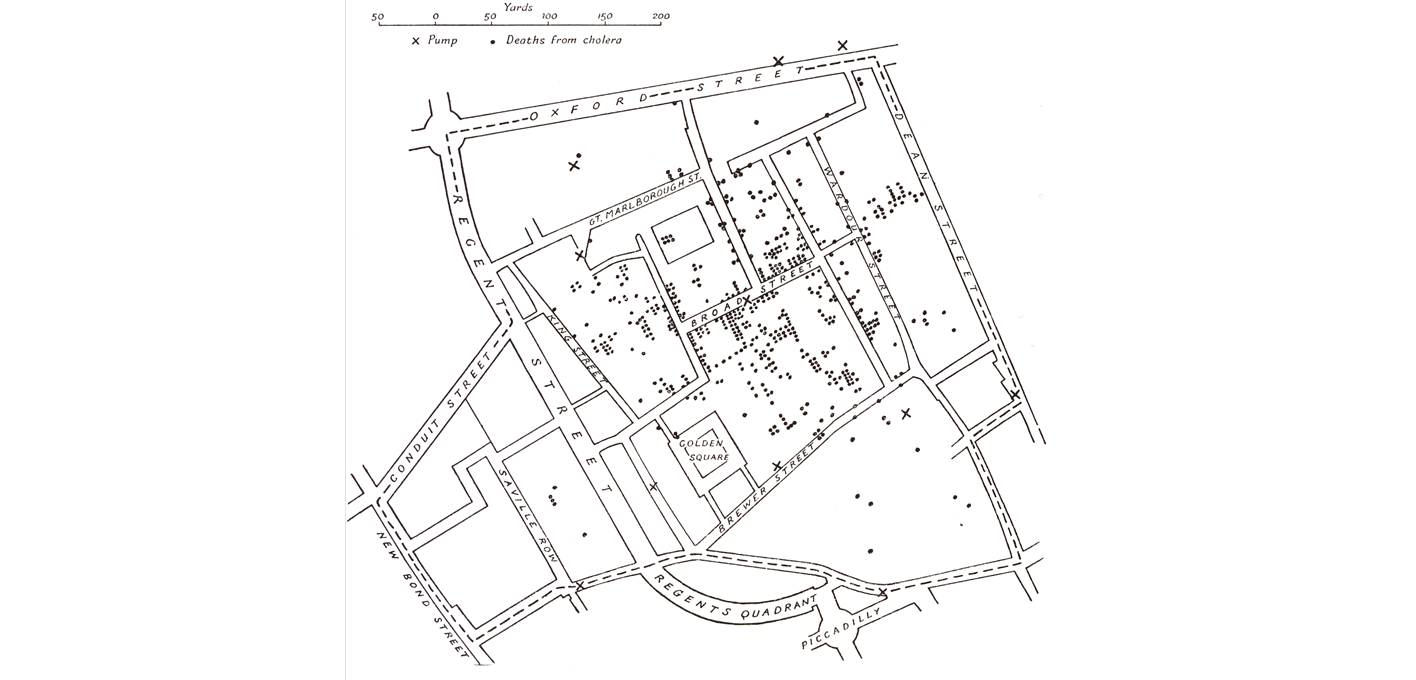 Yards
50 0 50 100 150 200
× Pump • Deaths from cholera
OXFORD STREET
DEAN STREET
REGENT STREET
GT. MARLBOROUGH ST.
WARDOUR STREET
BROAD STREET
KING STREET
CONDUIT STREET
GOLDEN
SQUARE
SAVILLE ROW
BREWER STREET
NEW BOND STREET
REGENTS QUADRANT
PICCADILLY